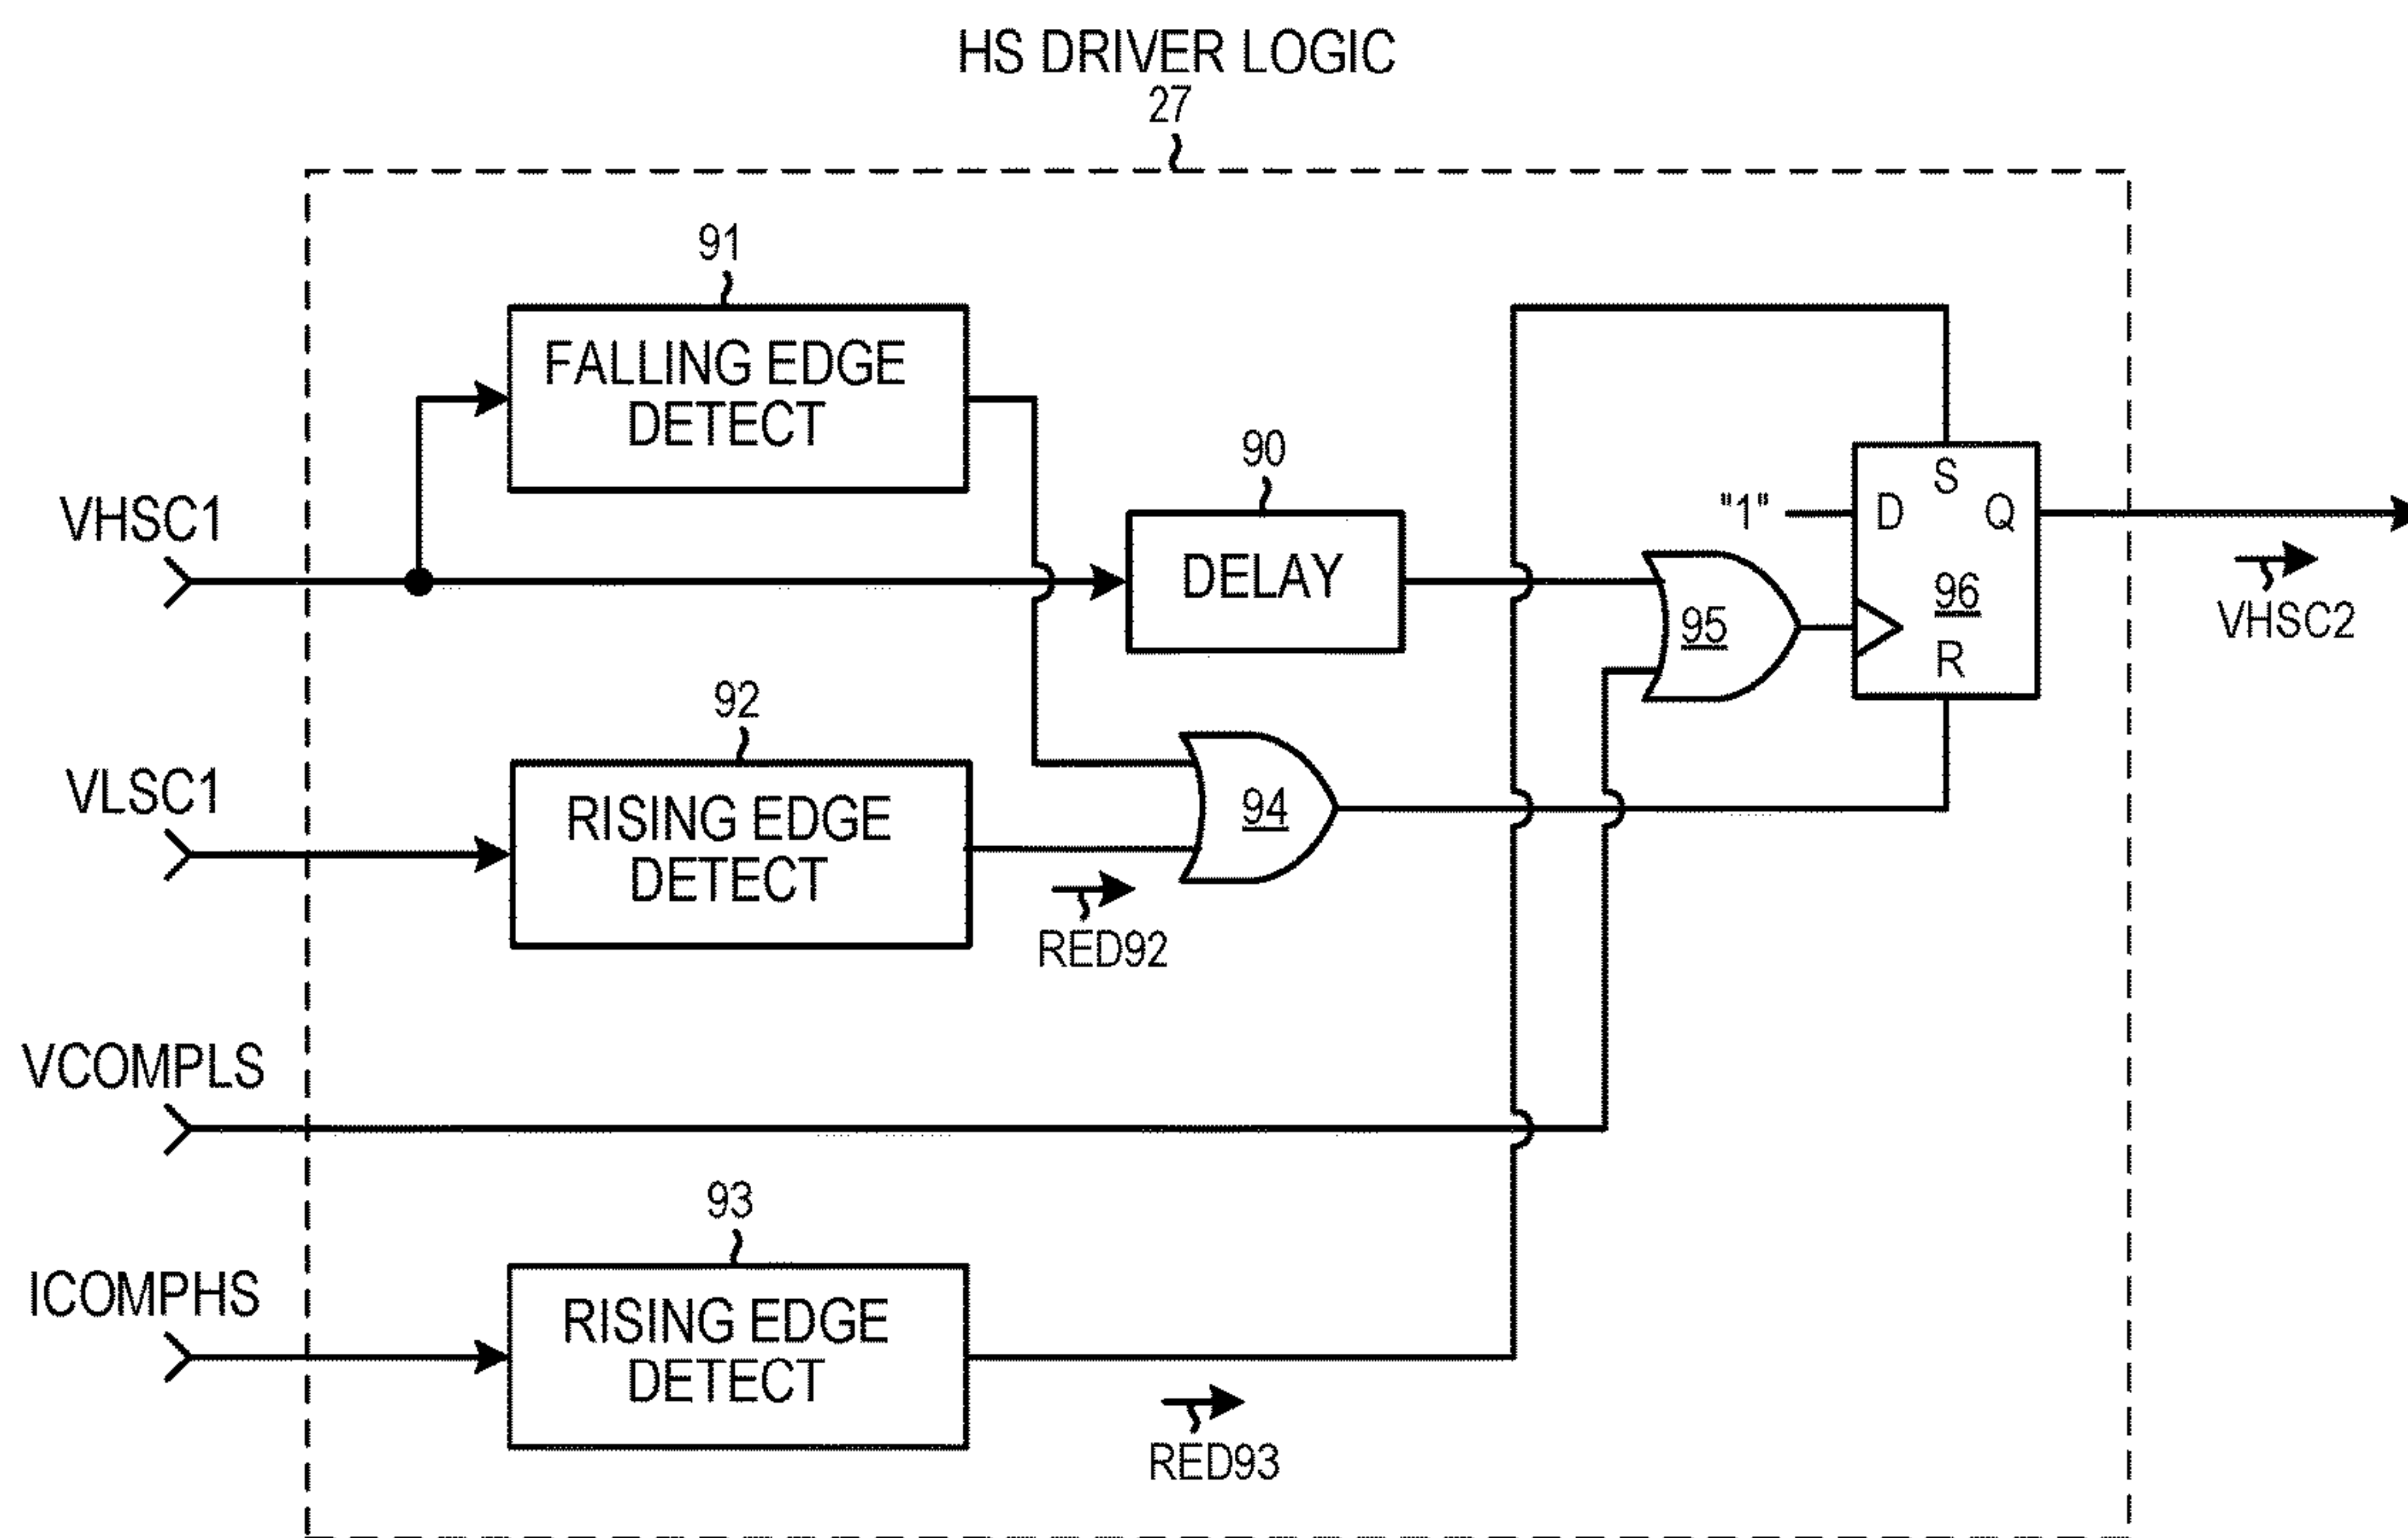 HS DRIVER LOGIC
27
91
FALLING EDGE
DETECT
90
DELAY
VHSC1
"1"
D
S
Q
96
R
95
VHSC2
92
VLSC1
RISING EDGE
DETECT
94
RED92
VCOMPLS
93
ICOMPHS
RISING EDGE
DETECT
RED93